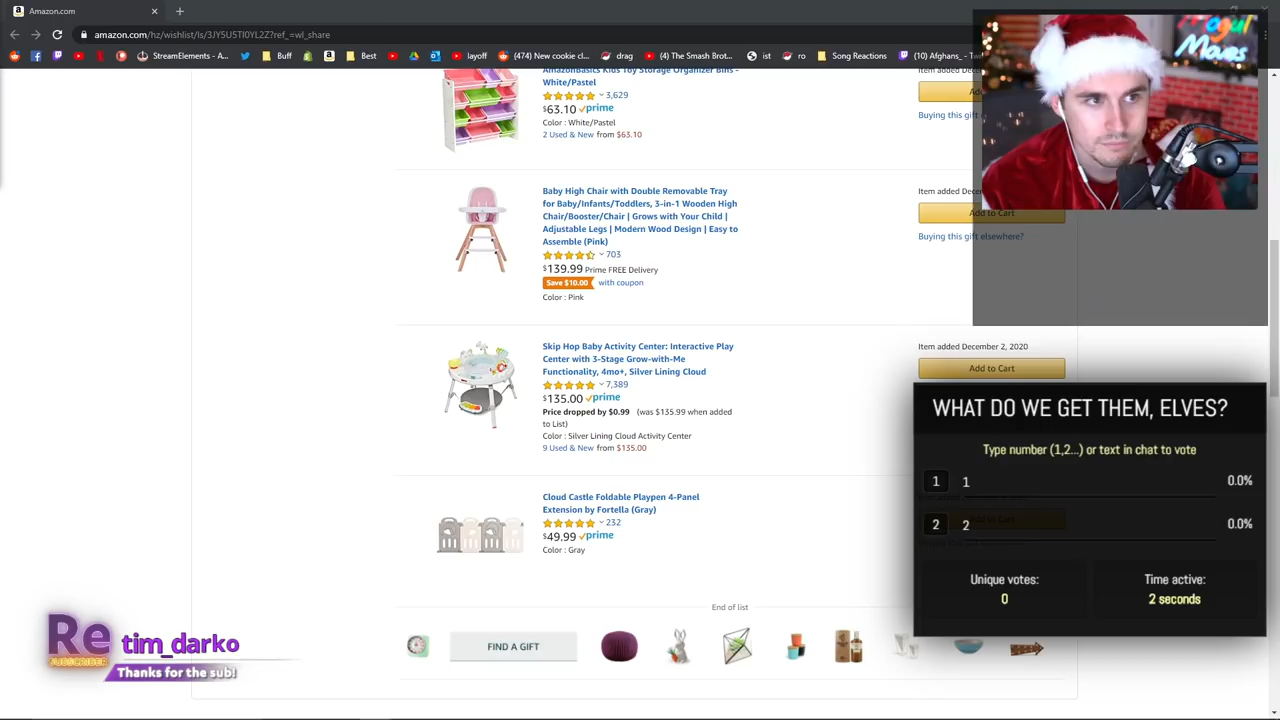 Amazon.com
amazon.com/hz/wishlist/ls/3JY5U5TI0YL2Z?ref_=wl_share
StreamElements - A... Buff Best layoff (474) New cookie cl... drag (4) The Smash Brot... ist ro Song Reactions (10) Afghans_ - Twi
Mogul
Moves
AmazonBasics Kids Toy Storage Organizer Bins -
White/Pastel
3,629
$63.10 prime
Color : White/Pastel
2 Used & New from $63.10
Item added Dece
Ad
Buying this gift
Baby High Chair with Double Removable Tray
for Baby/Infants/Toddlers, 3-in-1 Wooden High
Chair/Booster/Chair | Grows with Your Child |
Adjustable Legs | Modern Wood Design | Easy to
Assemble (Pink)
703
$139.99 Prime FREE Delivery
Save $10.00 with coupon
Color : Pink
Item added Dece
Add to Cart
Buying this gift elsewhere?
Skip Hop Baby Activity Center: Interactive Play
Center with 3-Stage Grow-with-Me
Functionality, 4mo+, Silver Lining Cloud
7,389
$135.00 prime
Price dropped by $0.99 (was $135.99 when added
to List)
Color : Silver Lining Cloud Activity Center
9 Used & New from $135.00
Item added December 2, 2020
Add to Cart
Cloud Castle Foldable Playpen 4-Panel
Extension by Fortella (Gray)
232
$49.99 prime
Color : Gray
Add to Cart
End of list
FIND A GIFT
WHAT DO WE GET THEM, ELVES?
Type number (1,2...) or text in chat to vote
1 1 0.0%
2 2 0.0%
Unique votes: Time active:
0 2 seconds
Re
SUBSCRIBER
tim_darko
Thanks for the sub!